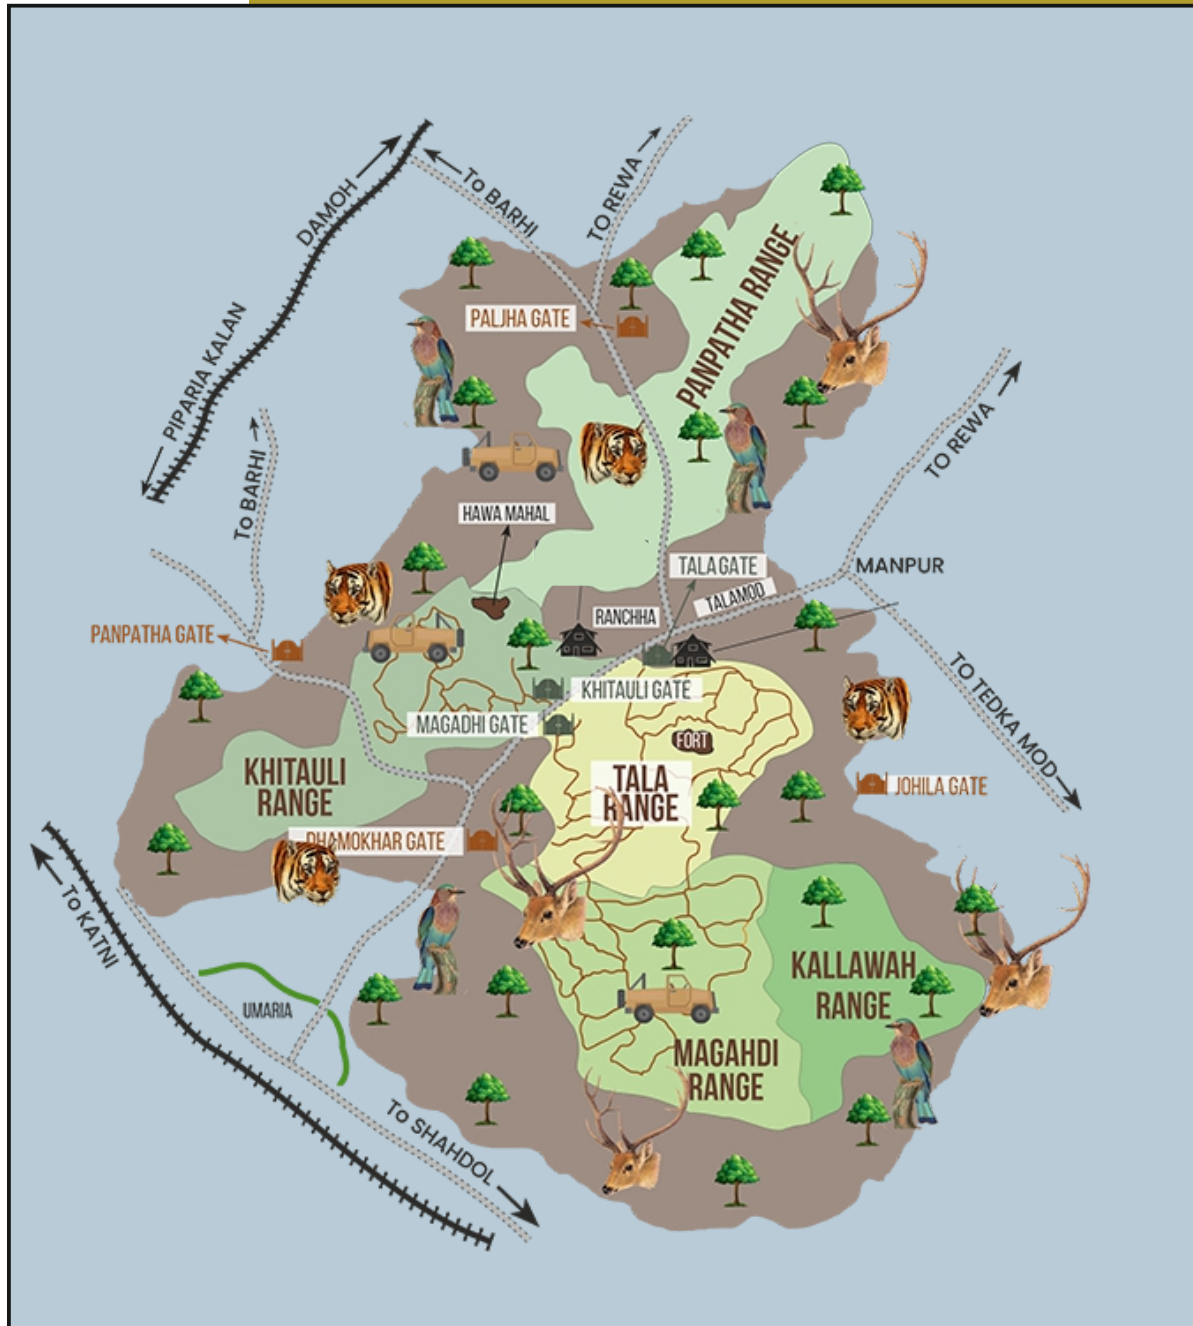 DAMOH
To BARHI
TO REWA
PIPARIA KALAN
PALJHA GATE
PANPATHA RANGE
TO REWA
To BARHI
HAWA MAHAL
TALA GATE
MANPUR
TALAMOD
RANCHHA
PANPATHA GATE
KHITAULI GATE
MAGADHI GATE
TO TEDKA MOD
FORT
KHITAULI
RANGE
TALA
RANGE
JOHILA GATE
DHAMOKHAR GATE
To KATNI
KALLAWAH
RANGE
UMARIA
MAGAHDI
RANGE
To SHAHDOL